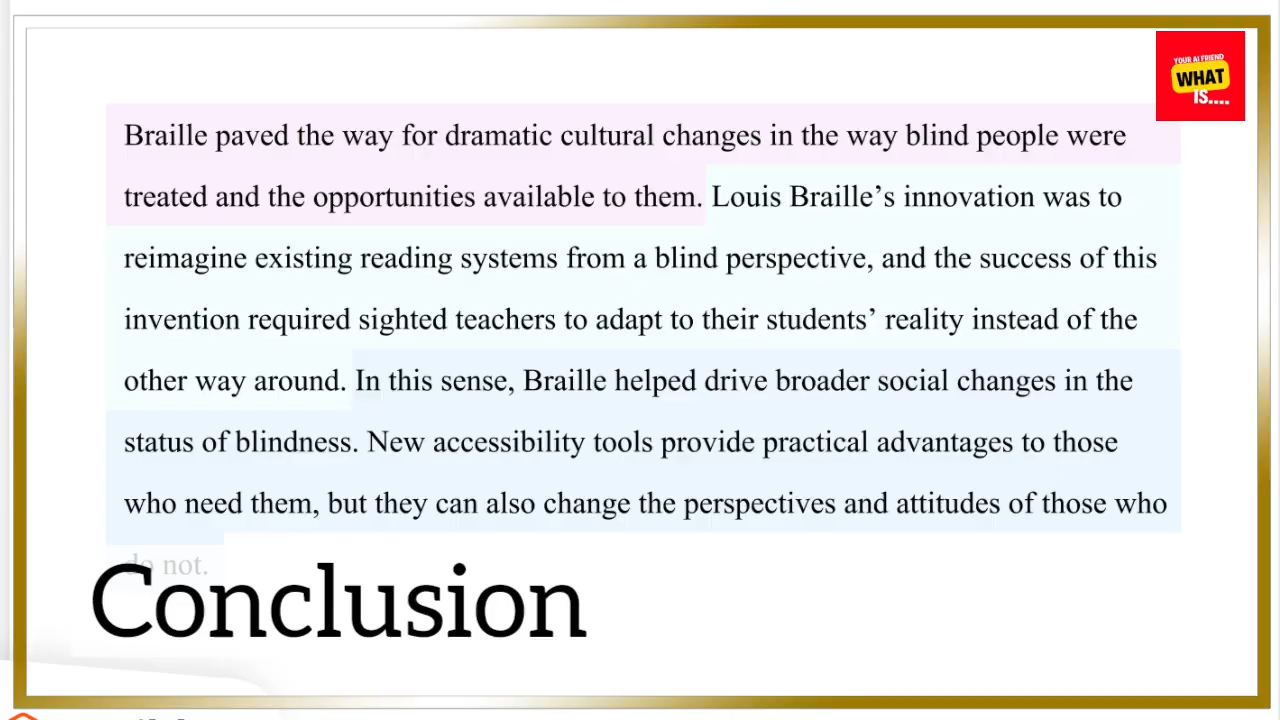 YOUR AI FRIEND
WHAT
IS....
Braille paved the way for dramatic cultural changes in the way blind people were
treated and the opportunities available to them. Louis Braille’s innovation was to
reimagine existing reading systems from a blind perspective, and the success of this
invention required sighted teachers to adapt to their students’ reality instead of the
other way around. In this sense, Braille helped drive broader social changes in the
status of blindness. New accessibility tools provide practical advantages to those
who need them, but they can also change the perspectives and attitudes of those who
do not.
Conclusion